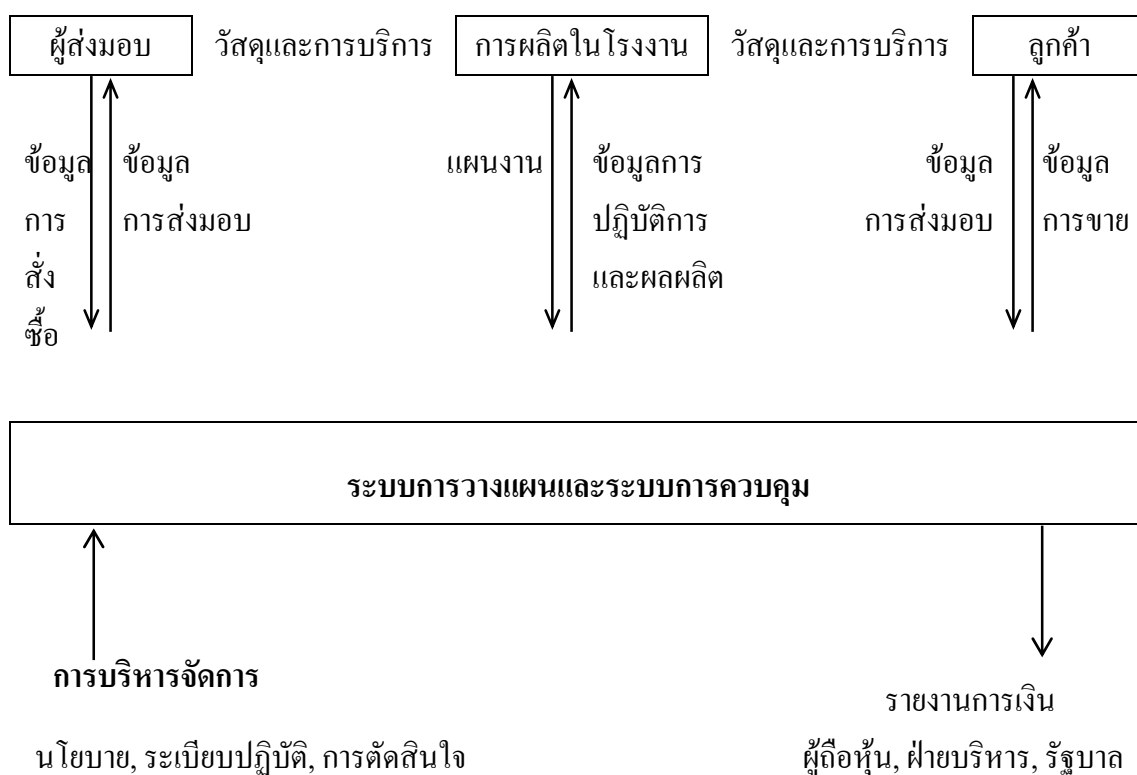 ผู้ส่งมอบ วัสดุและการบริการ การผลิตในโรงงาน วัสดุและการบริการ ลูกค้า
ข้อมูล ข้อมูล แผนงาน ข้อมูลการ ข้อมูล ข้อมูล
การ การส่งมอบ ปฏิบัติการ การส่งมอบ การขาย
สั่ง และผลผลิต
ซื้อ
ระบบการวางแผนและระบบการควบคุม
การบริหารจัดการ
รายงานการเงิน
นโยบาย, ระเบียบปฏิบัติ, การตัดสินใจ ผู้ถือหุ้น, ฝ่ายบริหาร, รัฐบาล